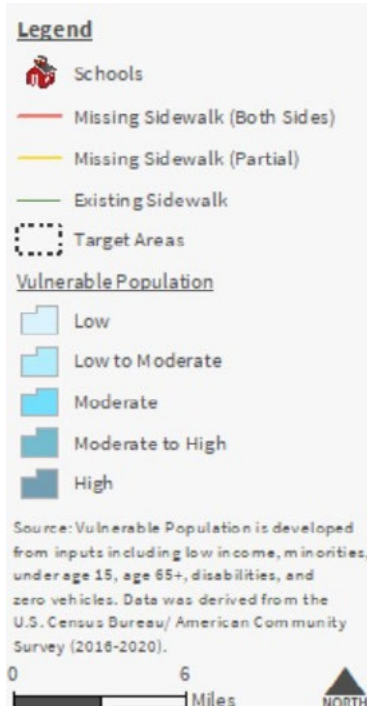 Legend
Schools
Missing Sidewalk (Both Sides)
Missing Sidewalk (Partial)
Existing Sidewalk
Target Areas
Vulnerable Population
Low
Low to Moderate
Moderate
Moderate to High
High
Source: Vulnerable Population is developed
from inputs including low income, minorities,
under age 15, age 65+, disabilities, and
zero vehicles. Data was derived from the
U.S. Census Bureau/ American Community
Survey (2016-2020).
0 6
Miles NORTH